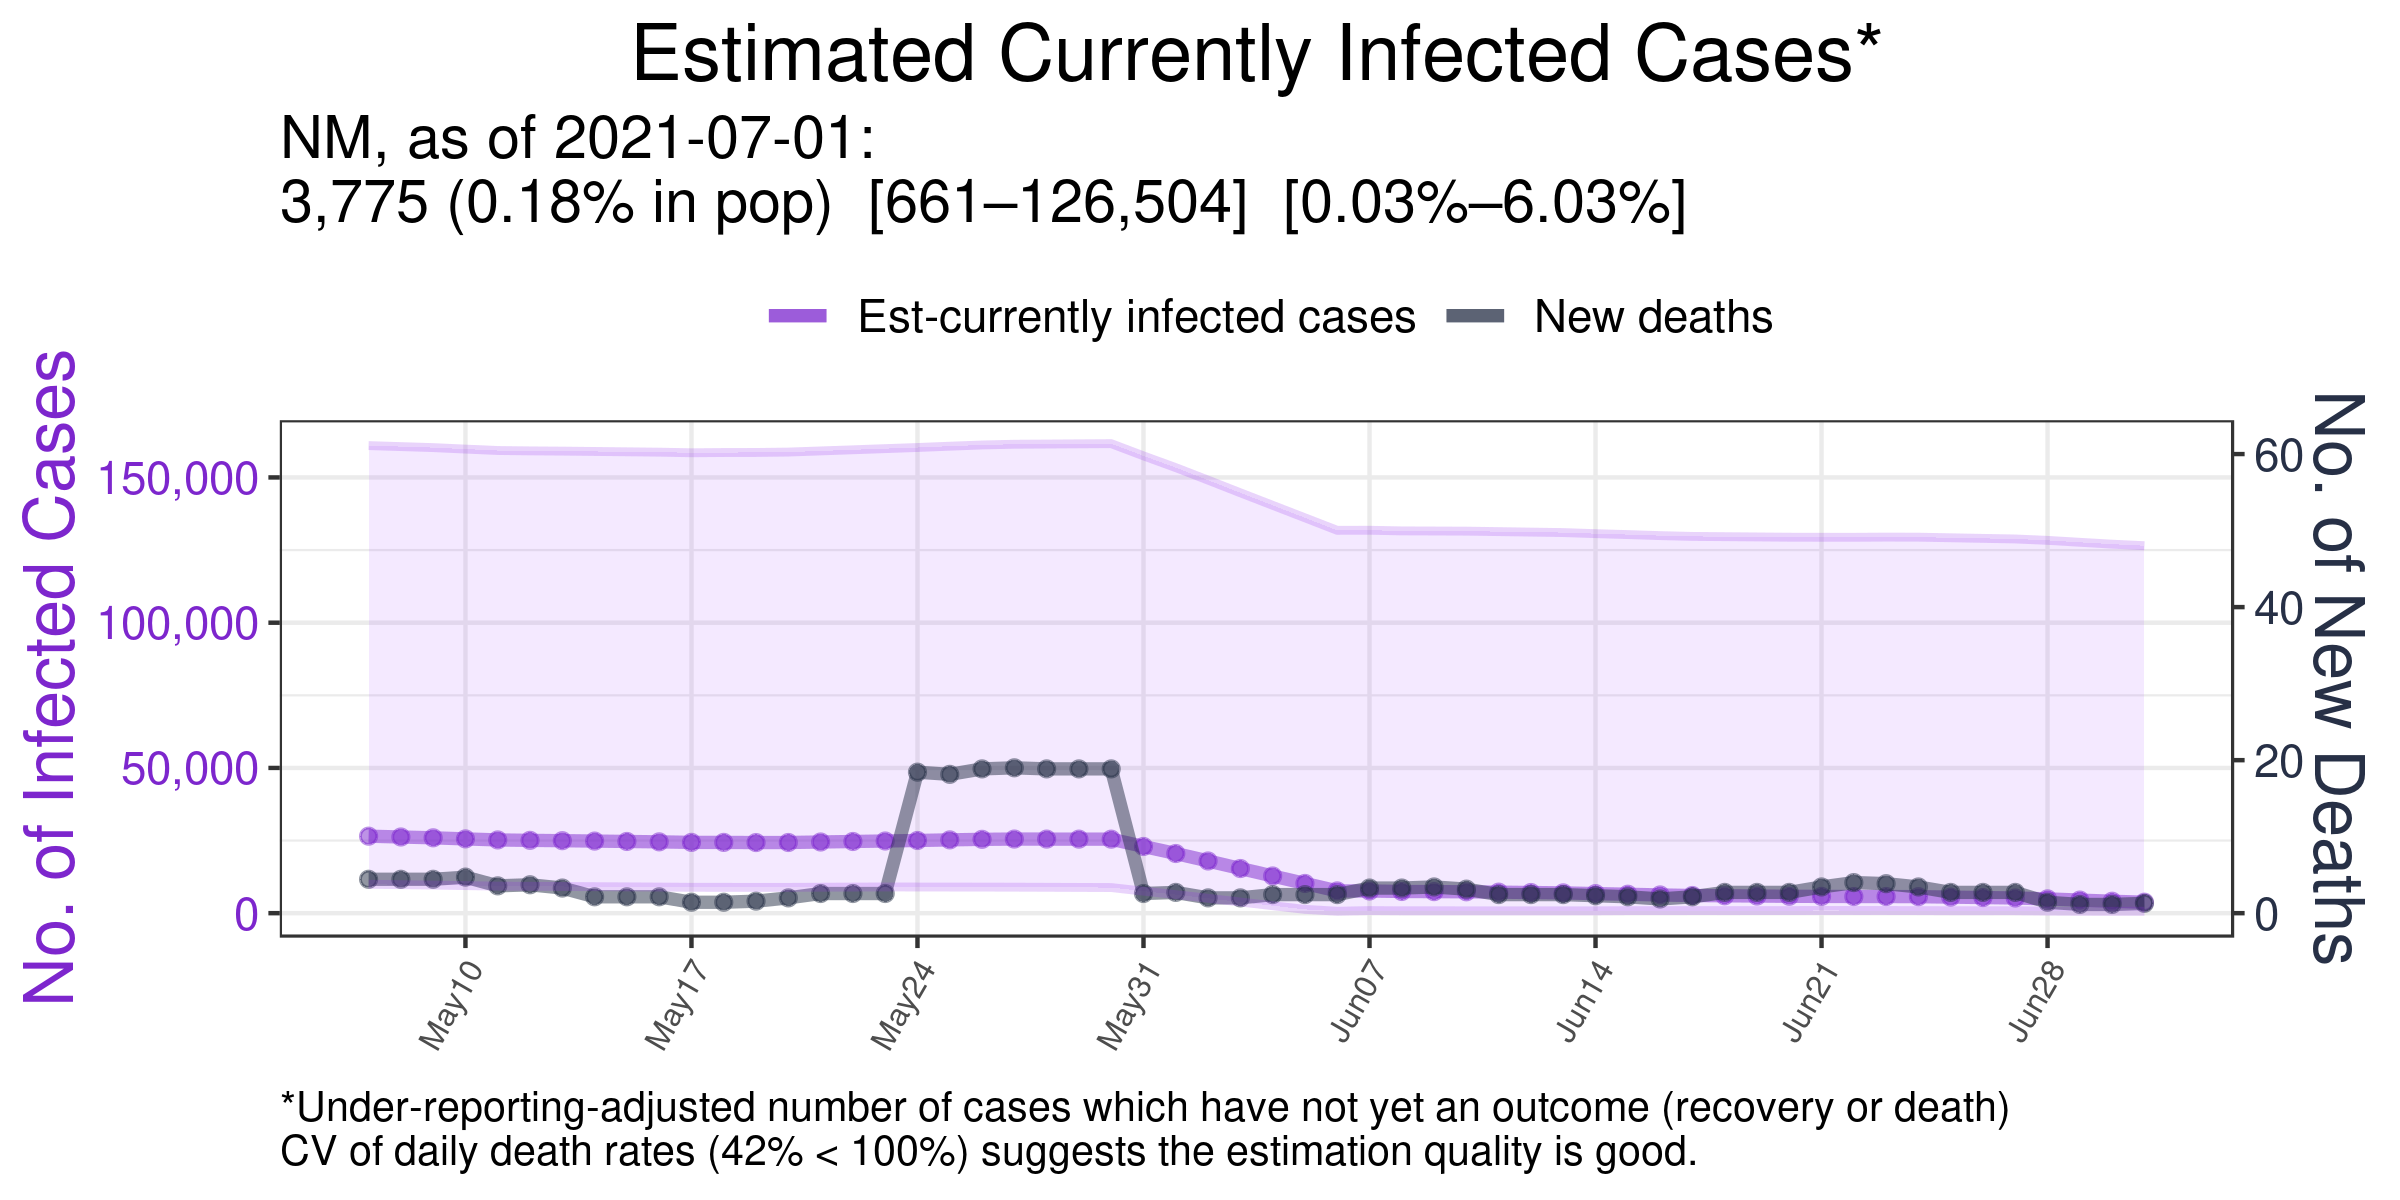 Estimated Currently Infected Cases*
NM, as of 2021-07-01:
3,775 (0.18% in pop)  [661–126,504]  [0.03%–6.03%]
Est-currently infected cases
New deaths
No. of Infected Cases
150,000
100,000
50,000
0
60
40
20
0
No. of New Deaths
May10
May17
May24
May31
Jun07
Jun14
Jun21
Jun28
*Under-reporting-adjusted number of cases which have not yet an outcome (recovery or death)
CV of daily death rates (42% < 100%) suggests the estimation quality is good.